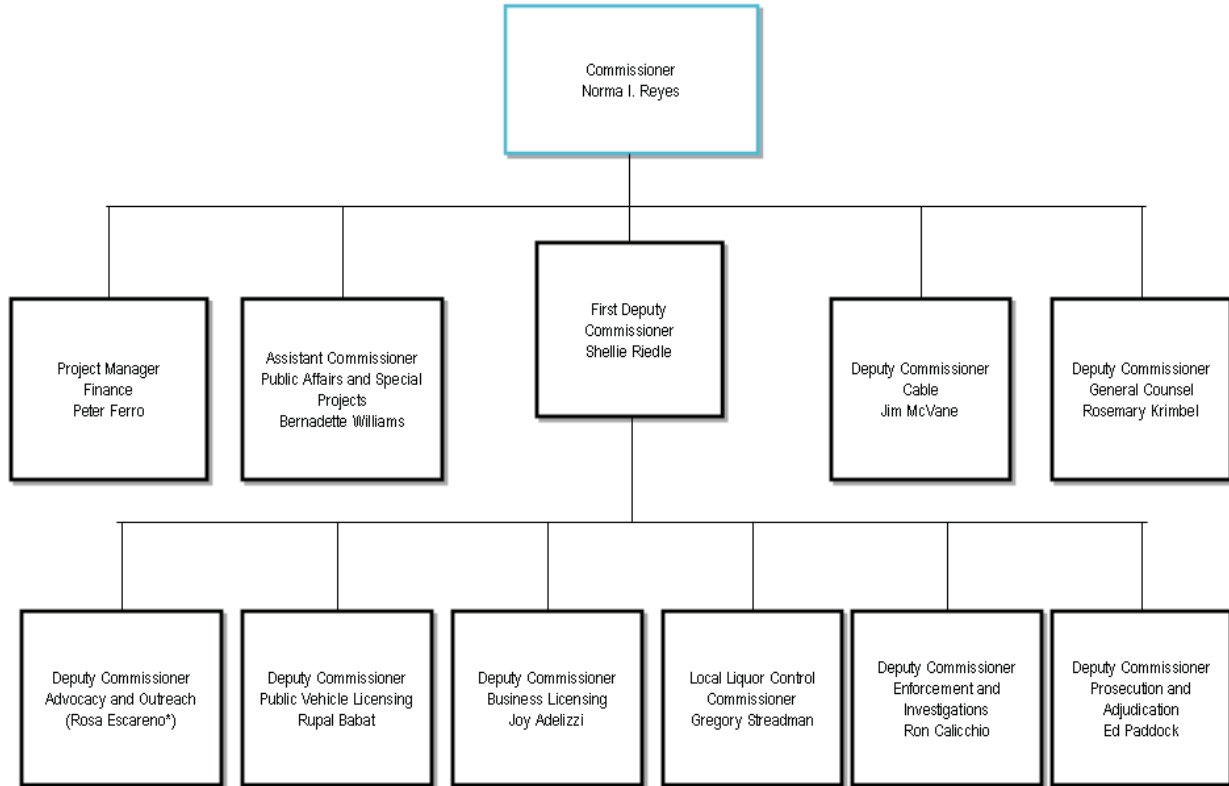 Commissioner
Norma I. Reyes
First Deputy
Commissioner
Shellie Riedle
Project Manager
Finance
Peter Ferro
Assistant Commissioner
Public Affairs and Special
Projects
Bernadette Williams
Deputy Commissioner
Cable
Jim McVane
Deputy Commissioner
General Counsel
Rosemary Krimbel
Deputy Commissioner
Advocacy and Outreach
(Rosa Escareno*)
Deputy Commissioner
Public Vehicle Licensing
Rupal Babat
Deputy Commissioner
Business Licensing
Joy Adelizzi
Local Liquor Control
Commissioner
Gregory Streadman
Deputy Commissioner
Enforcement and
Investigations
Ron Calicchio
Deputy Commissioner
Prosecution and
Adjudication
Ed Paddock